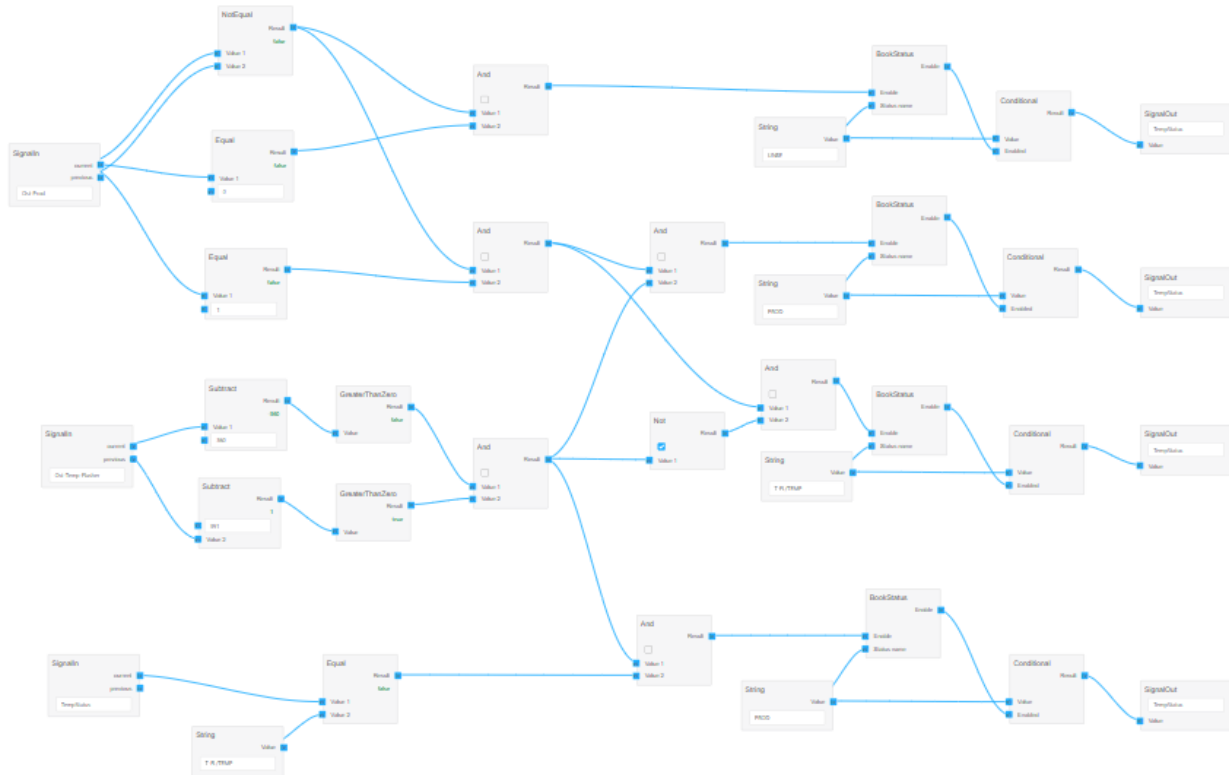 NotEqual
Result
false
Value 1
Value 2
SignalIn
current
previous
Equal
Result
false
Value 1
2
Equal
Result
false
Value 1
1
And
Result
Value 1
Value 2
BookStatus
Enable
Enable
Status name
String
Value
Conditional
Result
Value
Enabled
SignalOut
TempStatus
Value
And
Result
Value 1
Value 2
And
Result
Value 1
Value 2
BookStatus
Enable
Enable
Status name
String
Value
PROD
Conditional
Result
Value
Enabled
SignalOut
TempStatus
Value
SignalIn
current
previous
Subtract
Result
Value 1
Subtract
Result
1
Value 2
GreaterThanZero
Result
false
Value
GreaterThanZero
Result
true
Value
And
Result
Value 1
Value 2
Not
Result
Value 1
And
Result
Value 1
Value 2
BookStatus
Enable
Enable
Status name
String
Value
Conditional
Result
Value
Enabled
SignalOut
TempStatus
Value
SignalIn
current
previous
TempStatus
String
Value
Equal
Result
false
Value 1
Value 2
And
Result
Value 1
Value 2
BookStatus
Enable
Enable
Status name
String
Value
PROD
Conditional
Result
Value
Enabled
SignalOut
TempStatus
Value